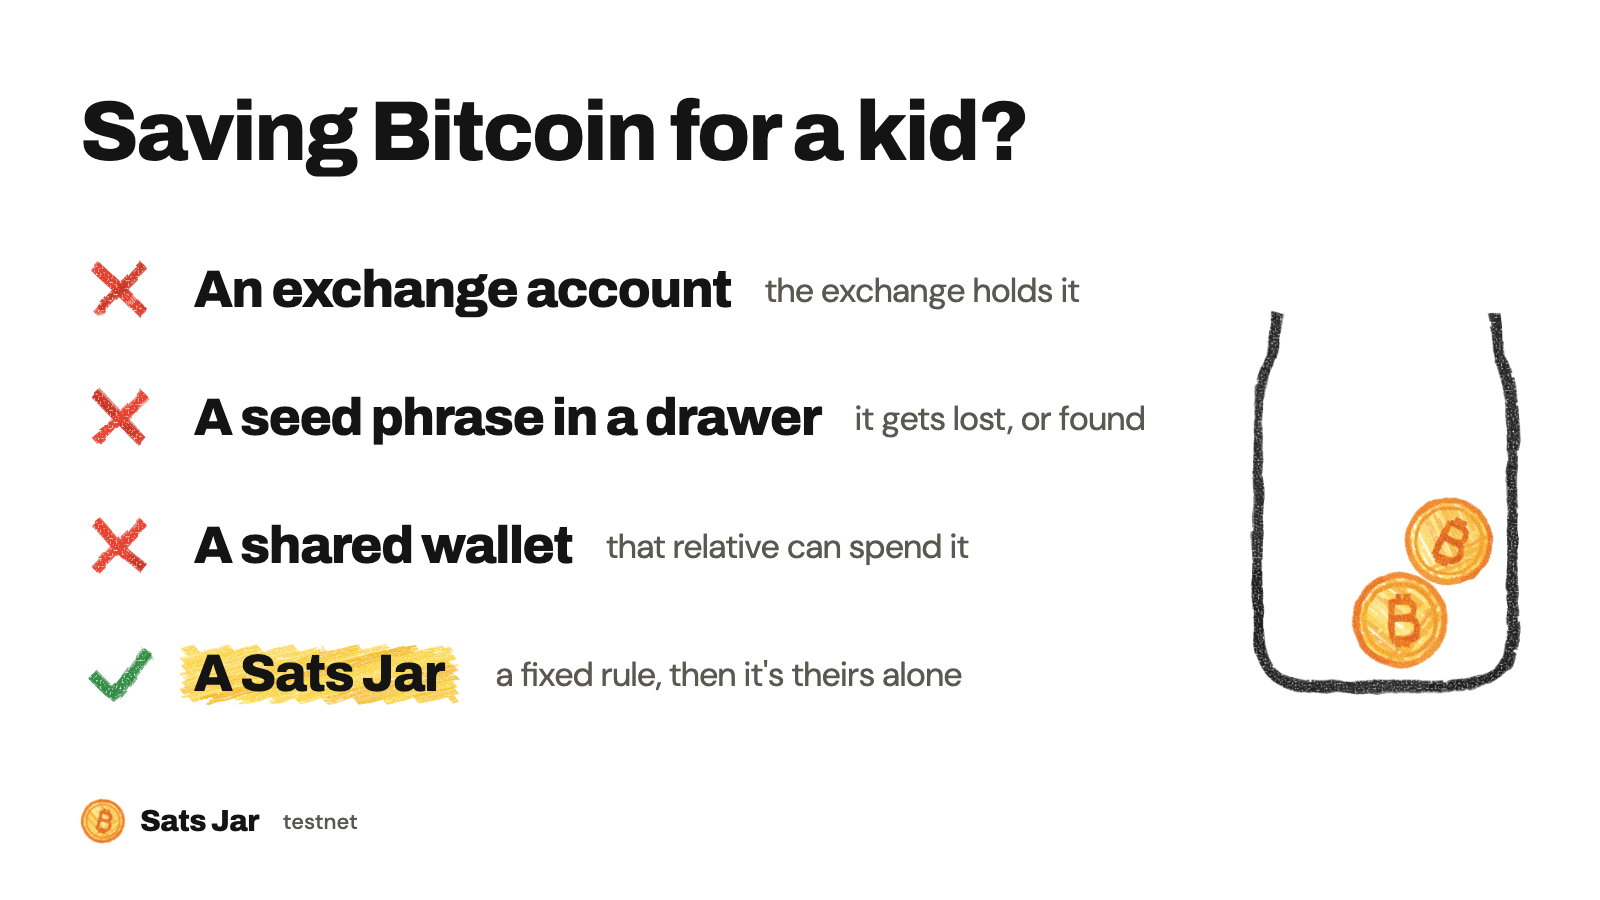 Saving Bitcoin for a kid?
An exchange account the exchange holds it
A seed phrase in a drawer it gets lost, or found
A shared wallet that relative can spend it
A Sats Jar a fixed rule, then it's theirs alone
Sats Jar testnet